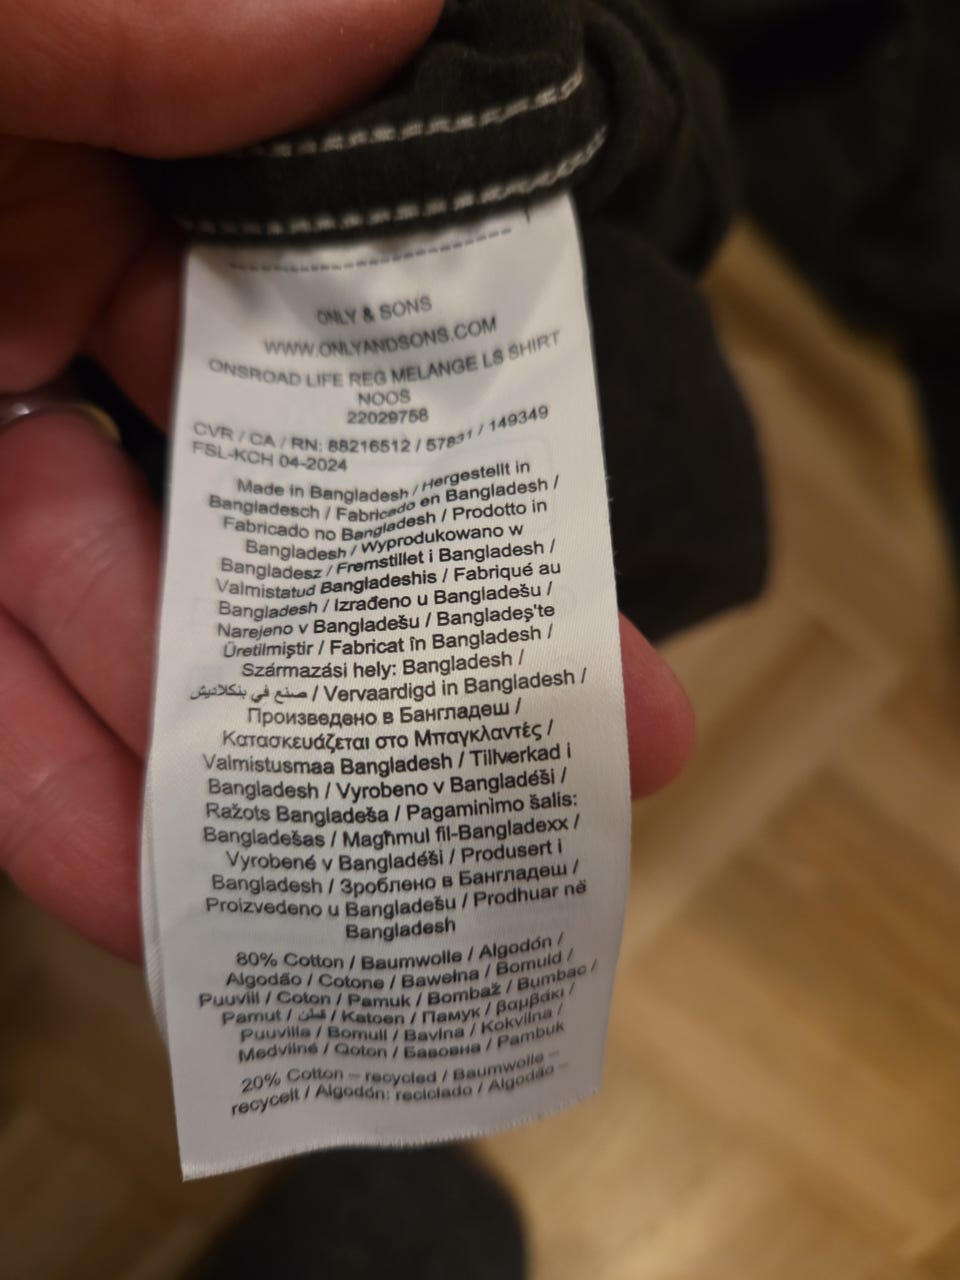 ONLY & SONS
WWW.ONLYANDSONS.COM
ONSROAD LIFE REG MELANGE LS SHIRT
NOOS
22029758
CVR / CA / RN: 88216512 / 57831 / 149349
FSL-KCH 04-2024
Made in Bangladesh / Hergestellt in
Bangladesch / Fabricado en Bangladesh /
Fabricado no Bangladesh / Prodotto in
Bangladesh / Wyprodukowano w
Bangladesz / Fremstillet i Bangladesh /
Valmistatud Bangladeshis / Fabriqué au
Bangladesh / Izrađeno u Bangladešu /
Narejeno v Bangladešu / Bangladeş'te
Üretilmiştir / Fabricat în Bangladesh /
Származási hely: Bangladesh /
صنع في بنكلاديش / Vervaardigd in Bangladesh /
Произведено в Бангладеш /
Κατασκευάζεται στο Μπαγκλαντές /
Valmistusmaa Bangladesh / Tillverkad i
Bangladesh / Vyrobeno v Bangladéši /
Ražots Bangladeša / Pagaminimo šalis:
Bangladešas / Magħmul fil-Bangladexx /
Vyrobené v Bangladéši / Produsert i
Bangladesh / Зроблено в Бангладеш /
Proizvedeno u Bangladešu / Prodhuar në
Bangladesh
80% Cotton / Baumwolle / Algodón /
Algodão / Cotone / Bawełna / Bomuld /
Puuvill / Coton / Pamuk / Bombaž / Bumbac /
Pamut / قطن / Katoen / Памук / βαμβάκι /
Puuvilla / Bomull / Bavlna / Kokvilna /
Medvilnė / Qoton / Бавовна / Pambuk
20% Cotton – recycled / Baumwolle –
recycelt / Algodón: reciclado / Algodão –